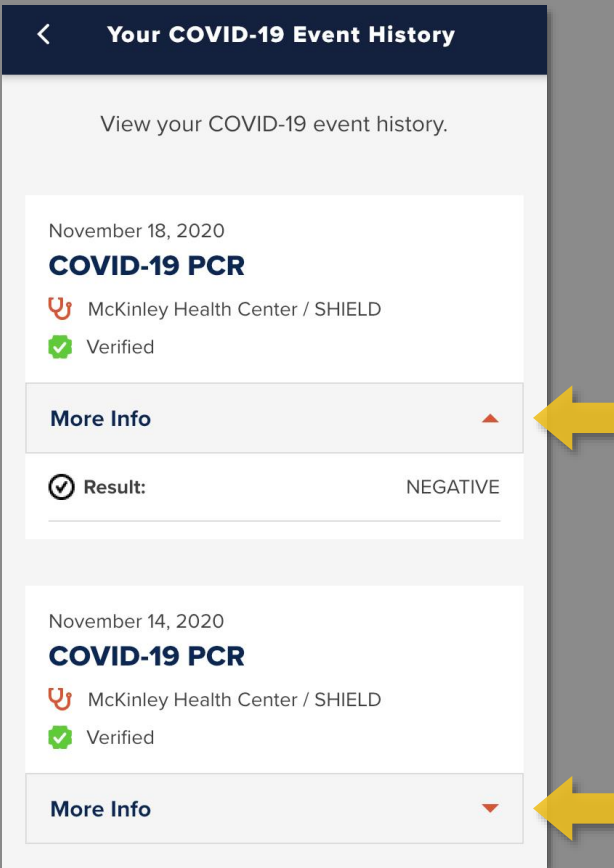 Your COVID-19 Event History
View your COVID-19 event history.
November 18, 2020
COVID-19 PCR
McKinley Health Center / SHIELD
Verified
More Info
Result: NEGATIVE
November 14, 2020
COVID-19 PCR
McKinley Health Center / SHIELD
Verified
More Info